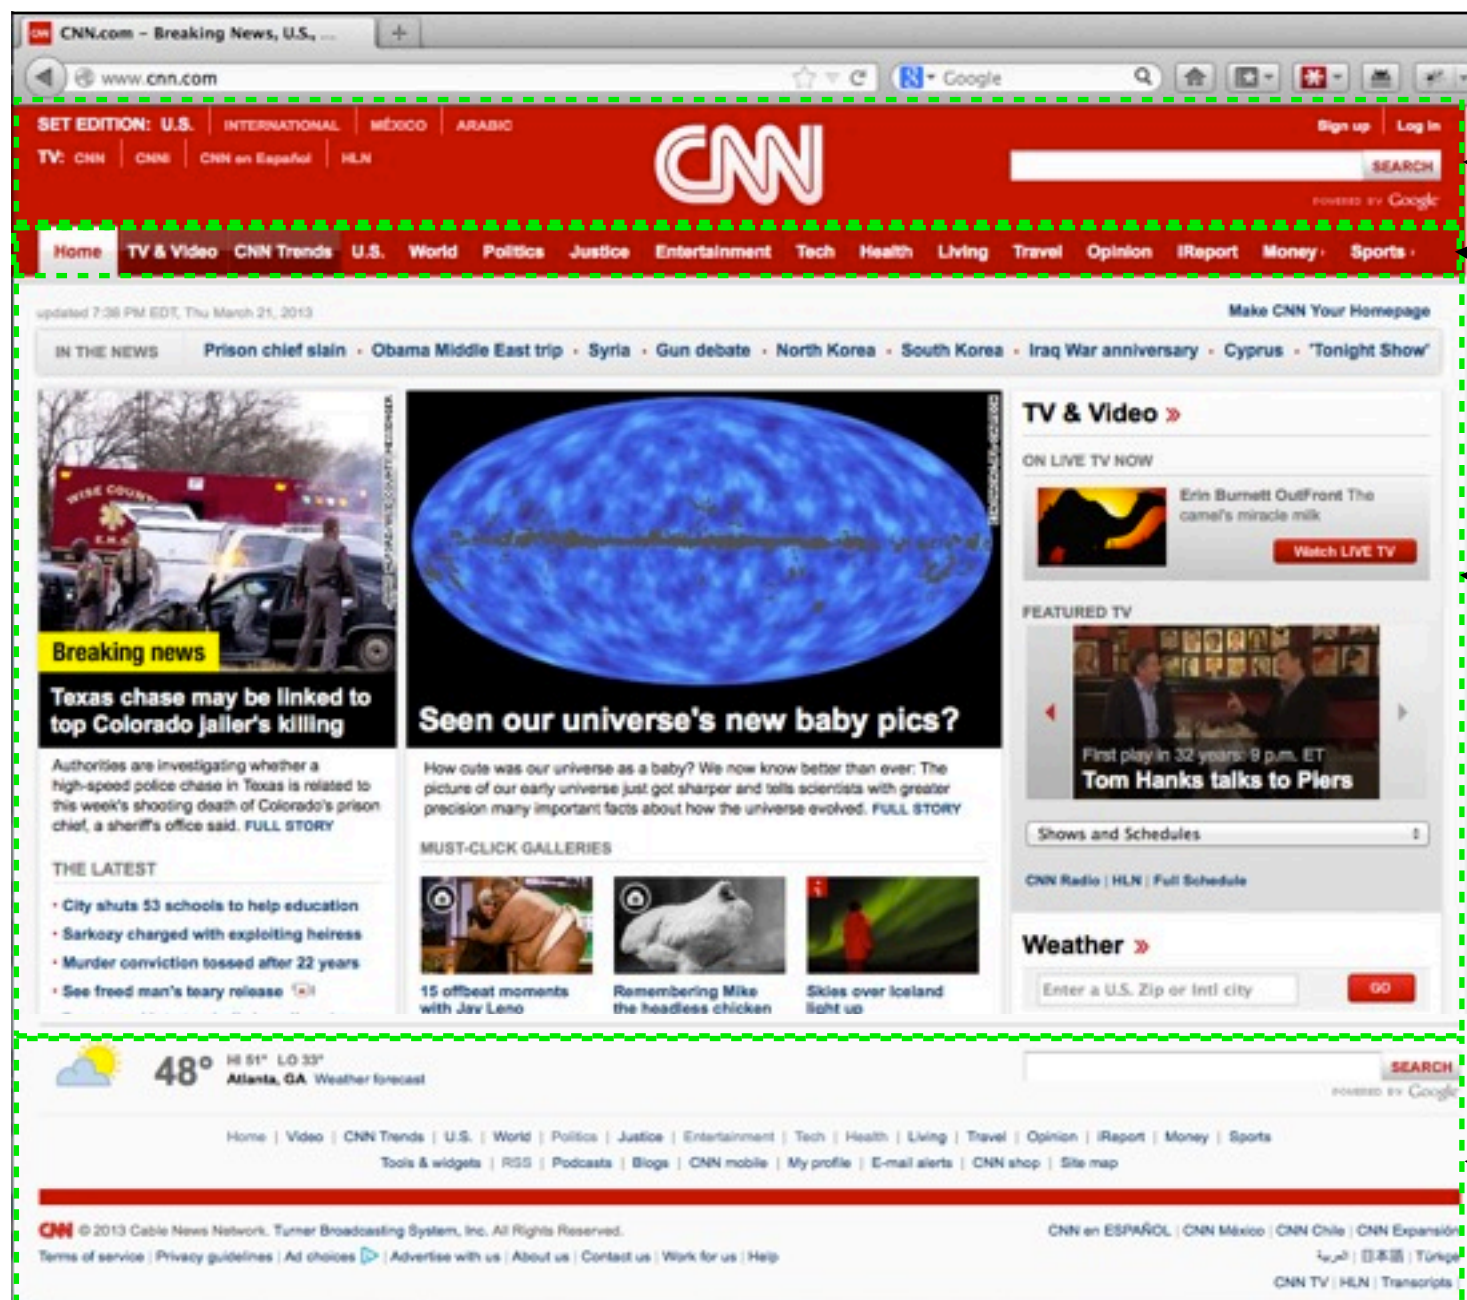 CNN.com – Breaking News, U.S., ...
www.cnn.com
Google
SET EDITION: U.S. | INTERNATIONAL | MÉXICO | ARABIC
TV: CNN | CNNi | CNN en Español | HLN
CNN
Sign up | Log in
SEARCH
POWERED BY Google
Home TV & Video CNN Trends U.S. World Politics Justice Entertainment Tech Health Living Travel Opinion iReport Money › Sports ›
updated 7:36 PM EDT, Thu March 21, 2013
Make CNN Your Homepage
IN THE NEWS Prison chief slain • Obama Middle East trip • Syria • Gun debate • North Korea • South Korea • Iraq War anniversary • Cyprus • 'Tonight Show'
WISE COUNTY
E.M.S.
Breaking news
Texas chase may be linked to
top Colorado jailer's killing
Authorities are investigating whether a
high-speed police chase in Texas is related to
this week's shooting death of Colorado's prison
chief, a sheriff's office said. FULL STORY
THE LATEST
• City shuts 53 schools to help education
• Sarkozy charged with exploiting heiress
• Murder conviction tossed after 22 years
• See freed man's teary release
Seen our universe's new baby pics?
How cute was our universe as a baby? We now know better than ever: The
picture of our early universe just got sharper and tells scientists with greater
precision many important facts about how the universe evolved. FULL STORY
MUST-CLICK GALLERIES
15 offbeat moments
with Jay Leno
Remembering Mike
the headless chicken
Skies over Iceland
light up
TV & Video »
ON LIVE TV NOW
Erin Burnett OutFront The
camel's miracle milk
Watch LIVE TV
FEATURED TV
First play in 32 years: 9 p.m. ET
Tom Hanks talks to Piers
Shows and Schedules
CNN Radio | HLN | Full Schedule
Weather »
Enter a U.S. Zip or Intl city
GO
48° HI 51° LO 33°
Atlanta, GA Weather forecast
SEARCH
POWERED BY Google
Home | Video | CNN Trends | U.S. | World | Politics | Justice | Entertainment | Tech | Health | Living | Travel | Opinion | iReport | Money | Sports
Tools & widgets | RSS | Podcasts | Blogs | CNN mobile | My profile | E-mail alerts | CNN shop | Site map
CNN © 2013 Cable News Network. Turner Broadcasting System, Inc. All Rights Reserved.
Terms of service | Privacy guidelines | Ad choices | Advertise with us | About us | Contact us | Work for us | Help
CNN en ESPAÑOL | CNN México | CNN Chile | CNN Expansión
العربية | 日本語 | Türkçe
CNN TV | HLN | Transcripts